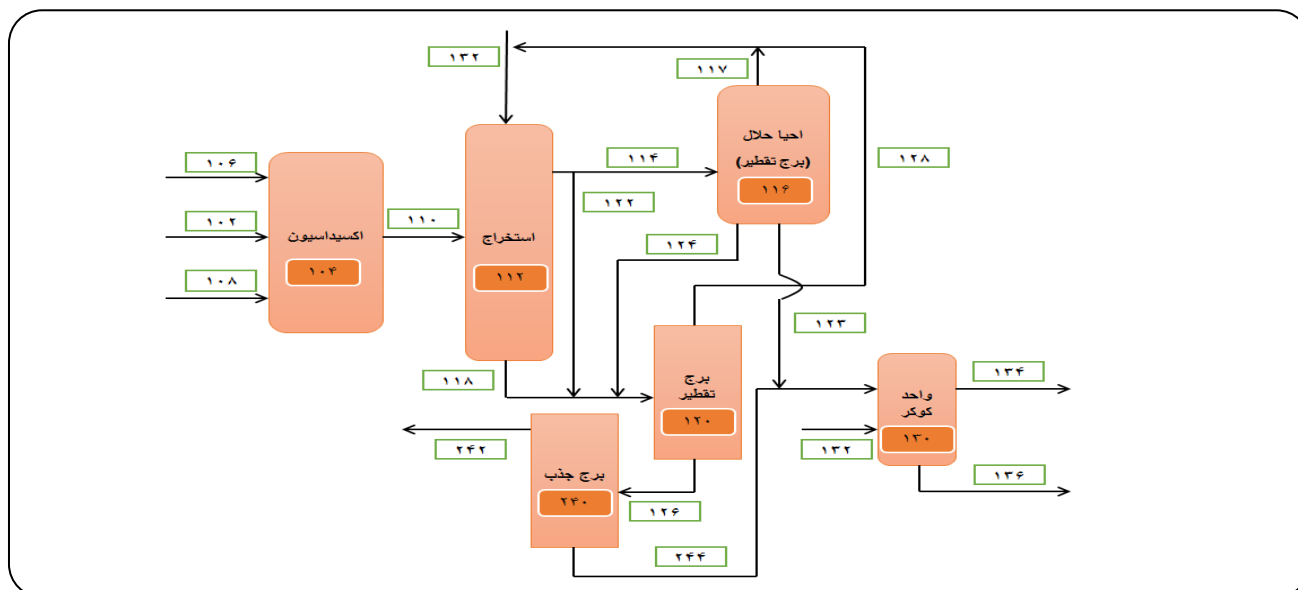 ۱۳۲
۱۱۷
احیا حلال
(برج تقطیر)
۱۱۶
۱۲۸
۱۰۶
۱۱۴
۱۲۲
۱۰۲
۱۱۰
اکسیداسیون
۱۰۴
استخراج
۱۱۲
۱۲۴
۱۰۸
۱۲۳
۱۱۸
برج
تقطیر
۱۲۰
۱۳۴
واحد
کوکر
۱۳۰
۲۴۲
۱۳۲
برج جذب
۲۴۰
۱۳۶
۱۲۶
۲۴۴